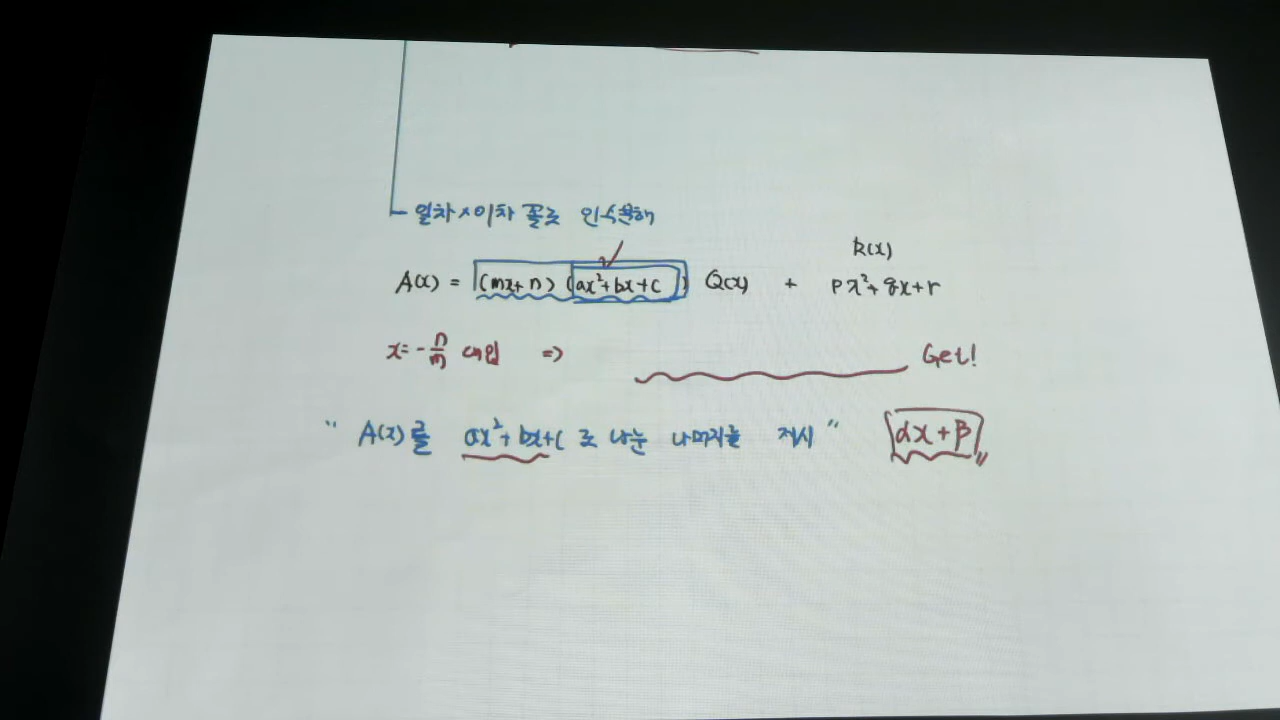 일차×이차 꼴로 인수분해
R(x)
A(x) = (mx+n)(ax²+bx+c) Q(x) + px²+qx+r
x=-n/m 대입 ⇒ Get!
" A(x)를 ax²+bx+c로 나눈 나머지를 제시 " αx+β